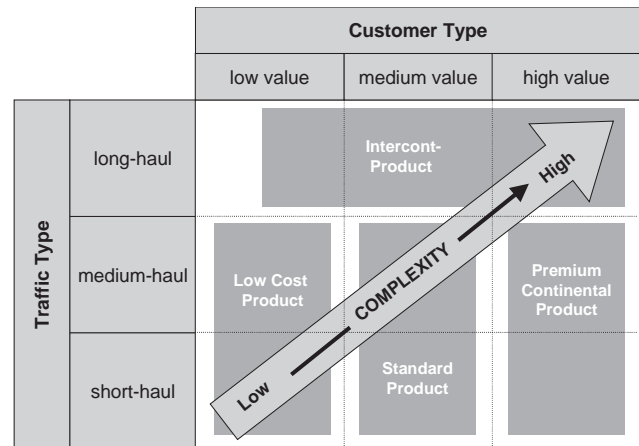 Customer Type
low value
medium value
high value
Traffic Type
long-haul
Intercont-
Product
High
medium-haul
Low Cost
Product
COMPLEXITY
Premium
Continental
Product
short-haul
Low
Standard
Product